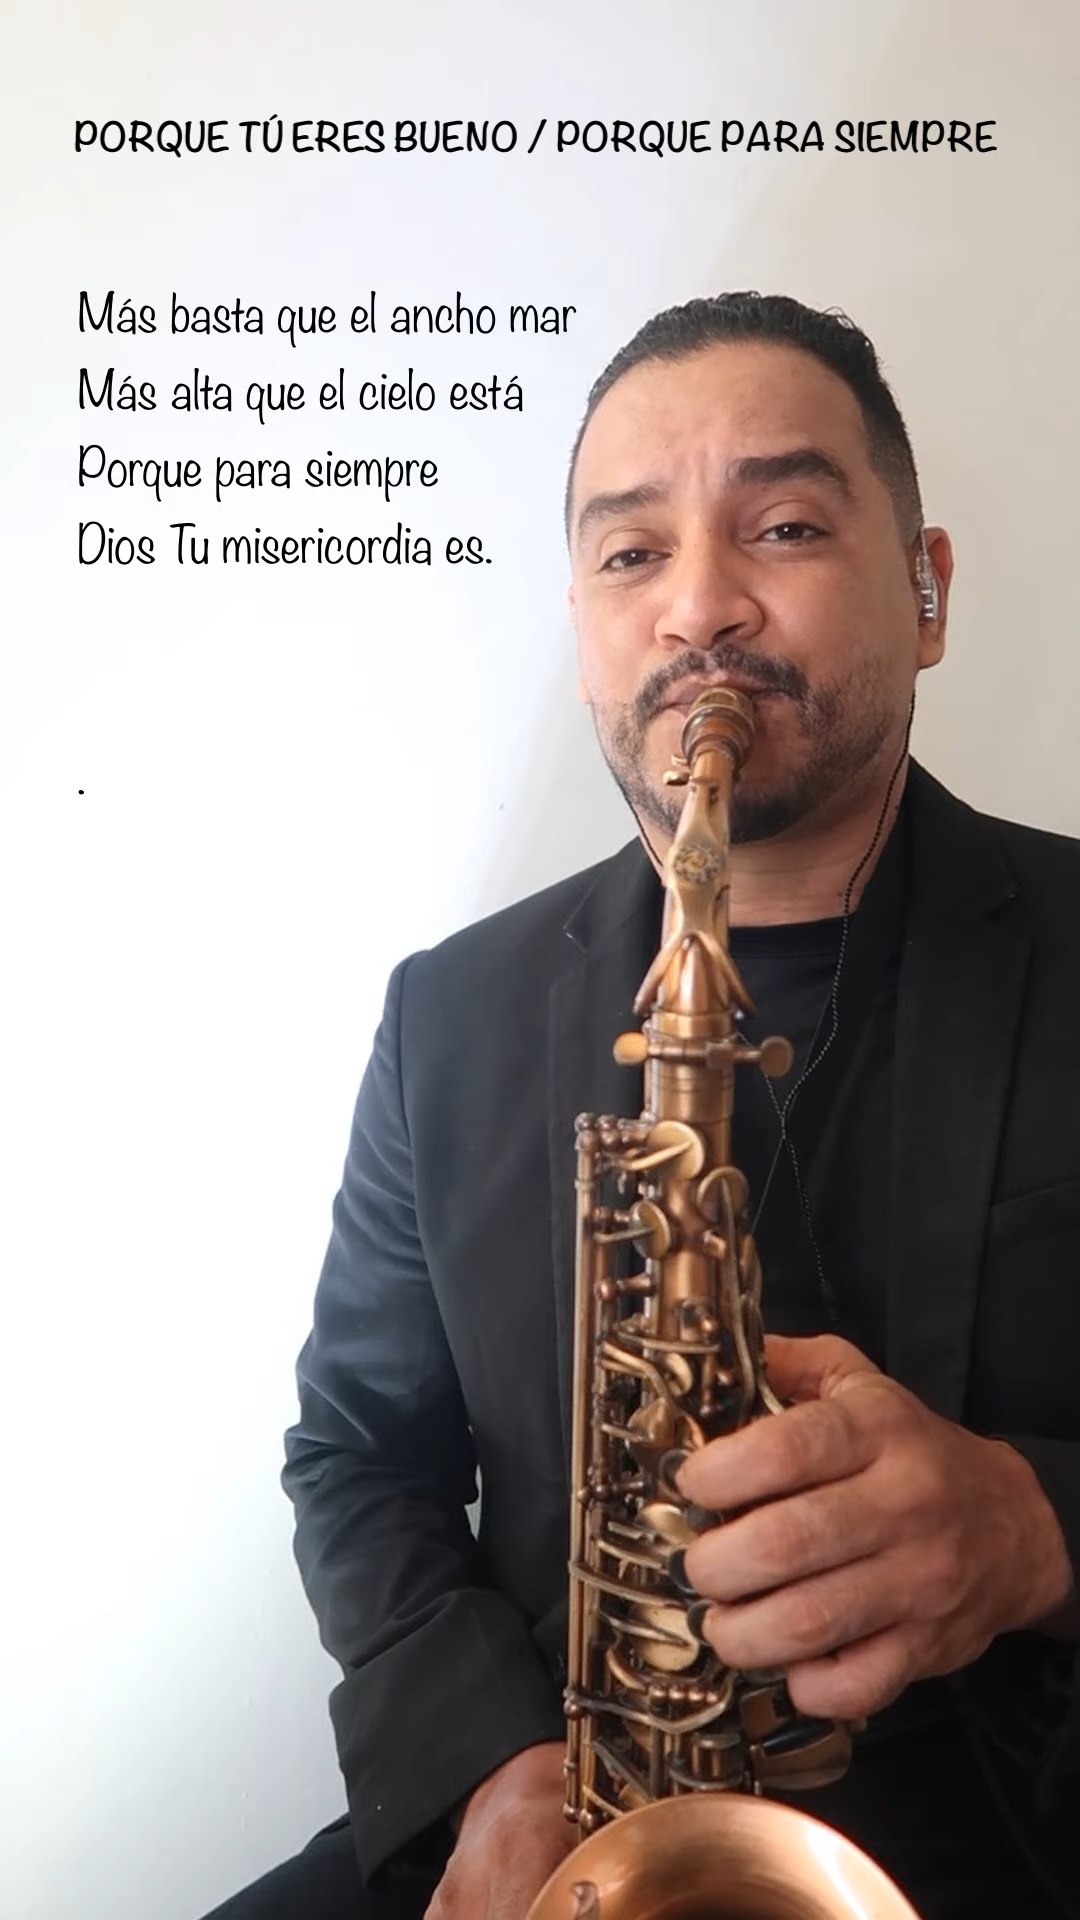 PORQUE TÚ ERES BUENO / PORQUE PARA SIEMPRE
Más basta que el ancho mar
Más alta que el cielo está
Porque para siempre
Dios Tu misericordia es.
.